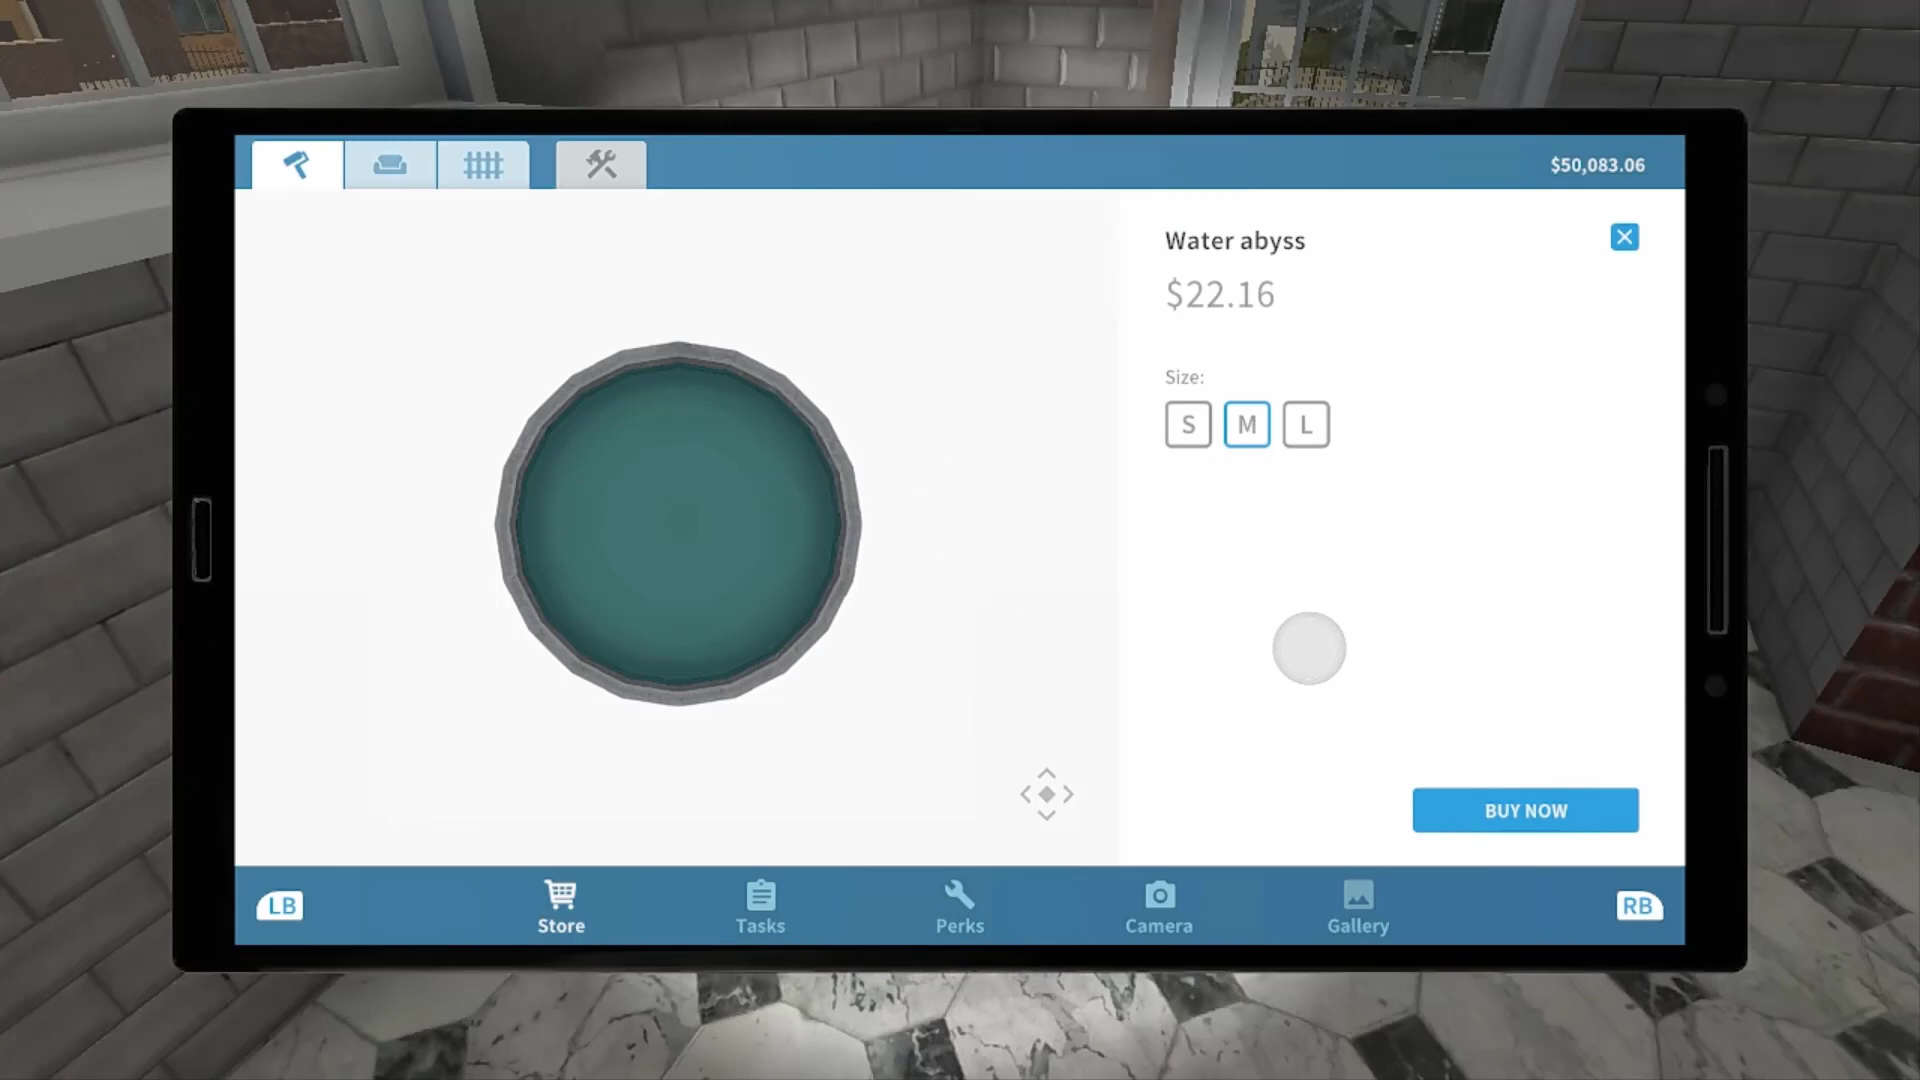 $50,083.06
Water abyss
$22.16
Size:
S M L
BUY NOW
LB
Store
Tasks
Perks
Camera
Gallery
RB